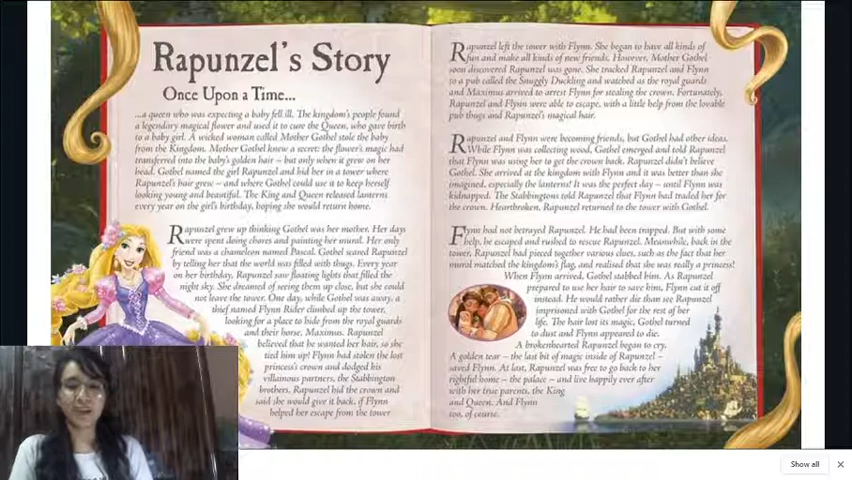 Rapunzel's Story
Once Upon a Time...
...a queen who was expecting a baby fell ill. The kingdom's people found
a legendary magical flower and used it to cure the Queen, who gave birth
to a baby girl. A wicked woman called Mother Gothel stole the baby
from the Kingdom. Mother Gothel knew a secret: the flower's magic had
transferred into the baby's golden hair – but only when it grew on her
head. Gothel named the girl Rapunzel and hid her in a tower where
Rapunzel's hair grew – and where Gothel could use it to keep herself
looking young and beautiful. The King and Queen released lanterns
every year on the girl's birthday, hoping she would return home.
Rapunzel grew up thinking Gothel was her mother. Her days
were spent doing chores and painting her mural. Her only
friend was a chameleon named Pascal. Gothel scared Rapunzel
by telling her that the world was filled with thugs. Every year
on her birthday, Rapunzel saw floating lights that filled the
night sky. She dreamed of seeing them up close, but she could
not leave the tower. One day, while Gothel was away, a
thief named Flynn Rider climbed up the tower,
looking for a place to hide from the royal guards
and their horse, Maximus. Rapunzel
believed that he wanted her hair, so she
tied him up! Flynn had stolen the lost
princess's crown and dodged his
villainous partners, the Stabbington
brothers. Rapunzel hid the crown and
said she would give it back, if Flynn
helped her escape from the tower
Rapunzel left the tower with Flynn. She began to have all kinds of
fun and make all kinds of new friends. However, Mother Gothel
soon discovered Rapunzel was gone. She tracked Rapunzel and Flynn
to a pub called the Snuggly Duckling and watched as the royal guards
and Maximus arrived to arrest Flynn for stealing the crown. Fortunately,
Rapunzel and Flynn were able to escape, with a little help from the lovable
pub thugs and Rapunzel's magical hair.
Rapunzel and Flynn were becoming friends, but Gothel had other ideas.
While Flynn was collecting wood, Gothel emerged and told Rapunzel
that Flynn was using her to get the crown back. Rapunzel didn't believe
Gothel. She arrived at the kingdom with Flynn and it was better than she
imagined, especially the lanterns! It was the perfect day – until Flynn was
kidnapped. The Stabbingtons told Rapunzel that Flynn had traded her for
the crown. Heartbroken, Rapunzel returned to the tower with Gothel.
Flynn had not betrayed Rapunzel. He had been trapped. But with some
help, he escaped and rushed to rescue Rapunzel. Meanwhile, back in the
tower, Rapunzel had pieced together various clues, such as the fact that her
mural matched the kingdom's flag, and realised that she was really a princess!
When Flynn arrived, Gothel stabbed him. As Rapunzel
prepared to use her hair to save him, Flynn cut it off
instead. He would rather die than see Rapunzel
imprisoned with Gothel for the rest of her
life. The hair lost its magic, Gothel turned
to dust and Flynn appeared to die.
A brokenhearted Rapunzel began to cry.
A golden tear – the last bit of magic inside of Rapunzel –
saved Flynn. At last, Rapunzel was free to go back to her
rightful home – the palace – and live happily ever after
with her true parents, the King
and Queen. And Flynn
too, of course.
Show all